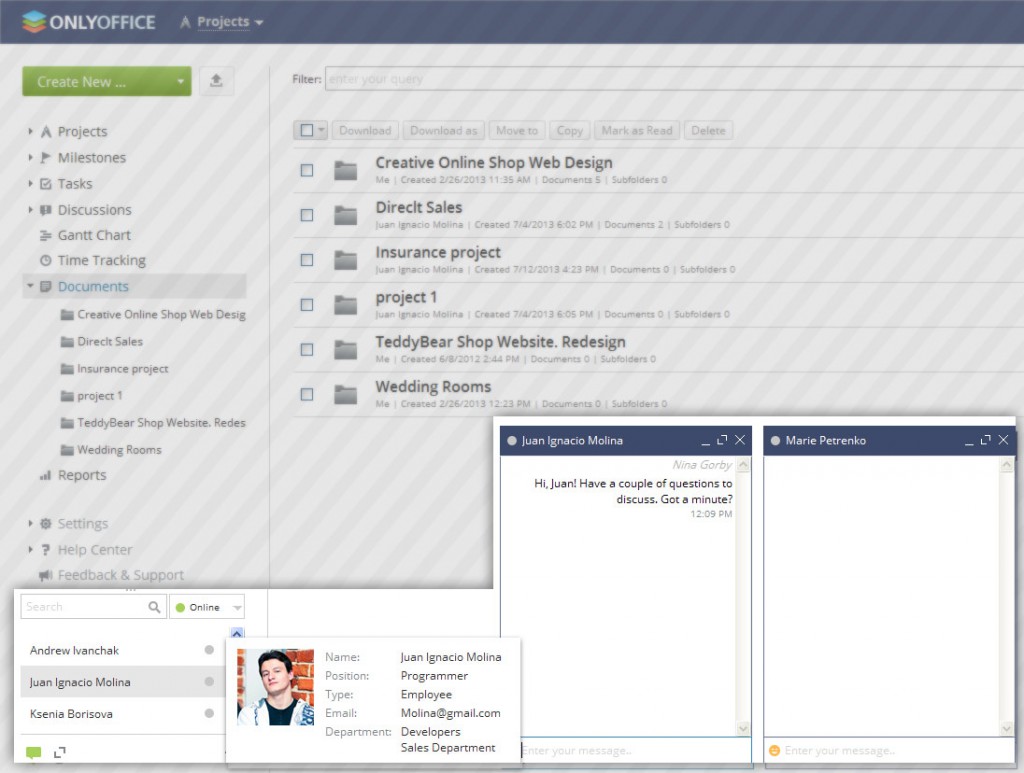 ONLYOFFICE Projects
Create New ...
Filter: enter your query
Projects
Milestones
Tasks
Discussions
Gantt Chart
Time Tracking
Documents
Creative Online Shop Web Desig
Direclt Sales
Insurance project
project 1
TeddyBear Shop Website. Redes
Wedding Rooms
Reports
Settings
Help Center
Feedback & Support
Download Download as Move to Copy Mark as Read Delete
Creative Online Shop Web Design
Me | Created 2/26/2013 11:35 AM | Documents 5 | Subfolders 0
Direclt Sales
Juan Ignacio Molina | Created 7/4/2013 6:02 PM | Documents 2 | Subfolders 0
Insurance project
Juan Ignacio Molina | Created 7/12/2013 4:23 PM | Documents 0 | Subfolders 0
project 1
Juan Ignacio Molina | Created 7/4/2013 6:05 PM | Documents 0 | Subfolders 0
TeddyBear Shop Website. Redesign
Me | Created 6/8/2012 2:44 PM | Documents 0 | Subfolders 0
Wedding Rooms
Me | Created 2/26/2013 12:23 PM | Documents 0 | Subfolders 0
Search Online
Andrew Ivanchak
Juan Ignacio Molina
Ksenia Borisova
Name: Juan Ignacio Molina
Position: Programmer
Type: Employee
Email: Molina@gmail.com
Department: Developers
Sales Department
Juan Ignacio Molina
Nina Gorby
Hi, Juan! Have a couple of questions to
discuss. Got a minute?
12:09 PM
Enter your message..
Marie Petrenko
Enter your message..